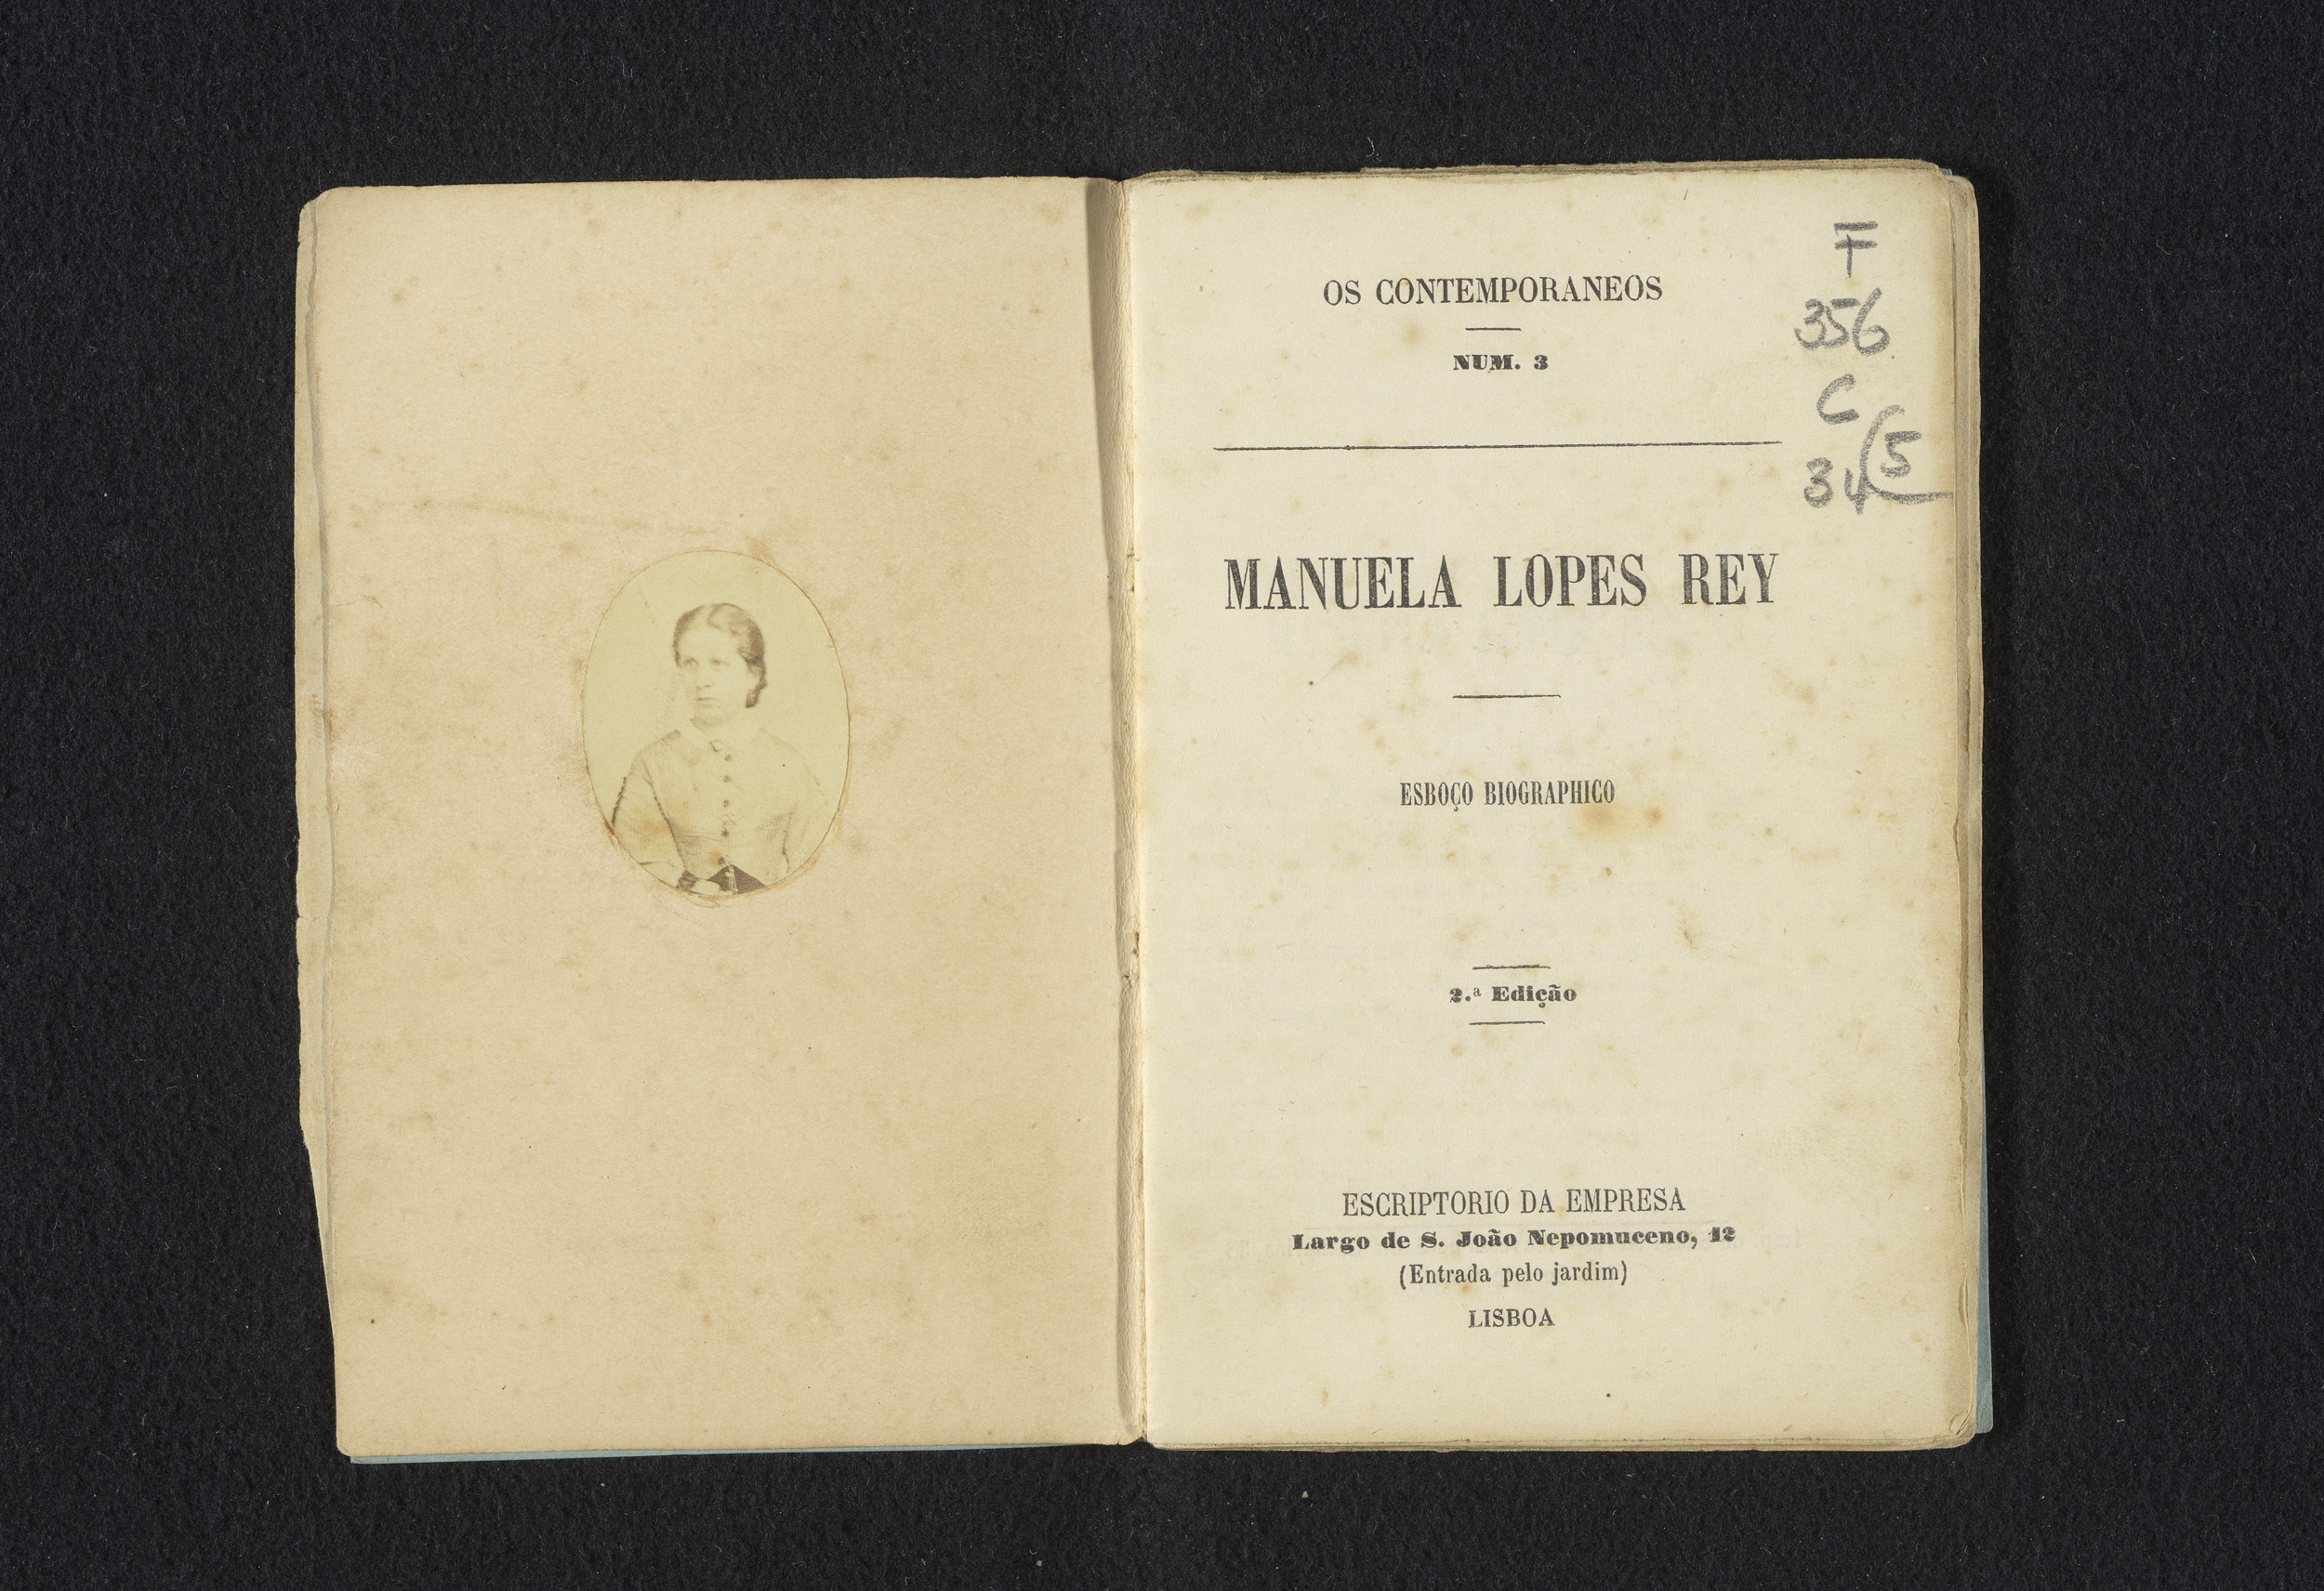 OS CONTEMPORANEOS
NUM. 3
F
356
C
34(5
MANUELA LOPES REY
ESBOÇO BIOGRAPHICO
2.ª Edição
ESCRIPTORIO DA EMPRESA
Largo de S. João Nepomuceno, 12
(Entrada pelo jardim)
LISBOA